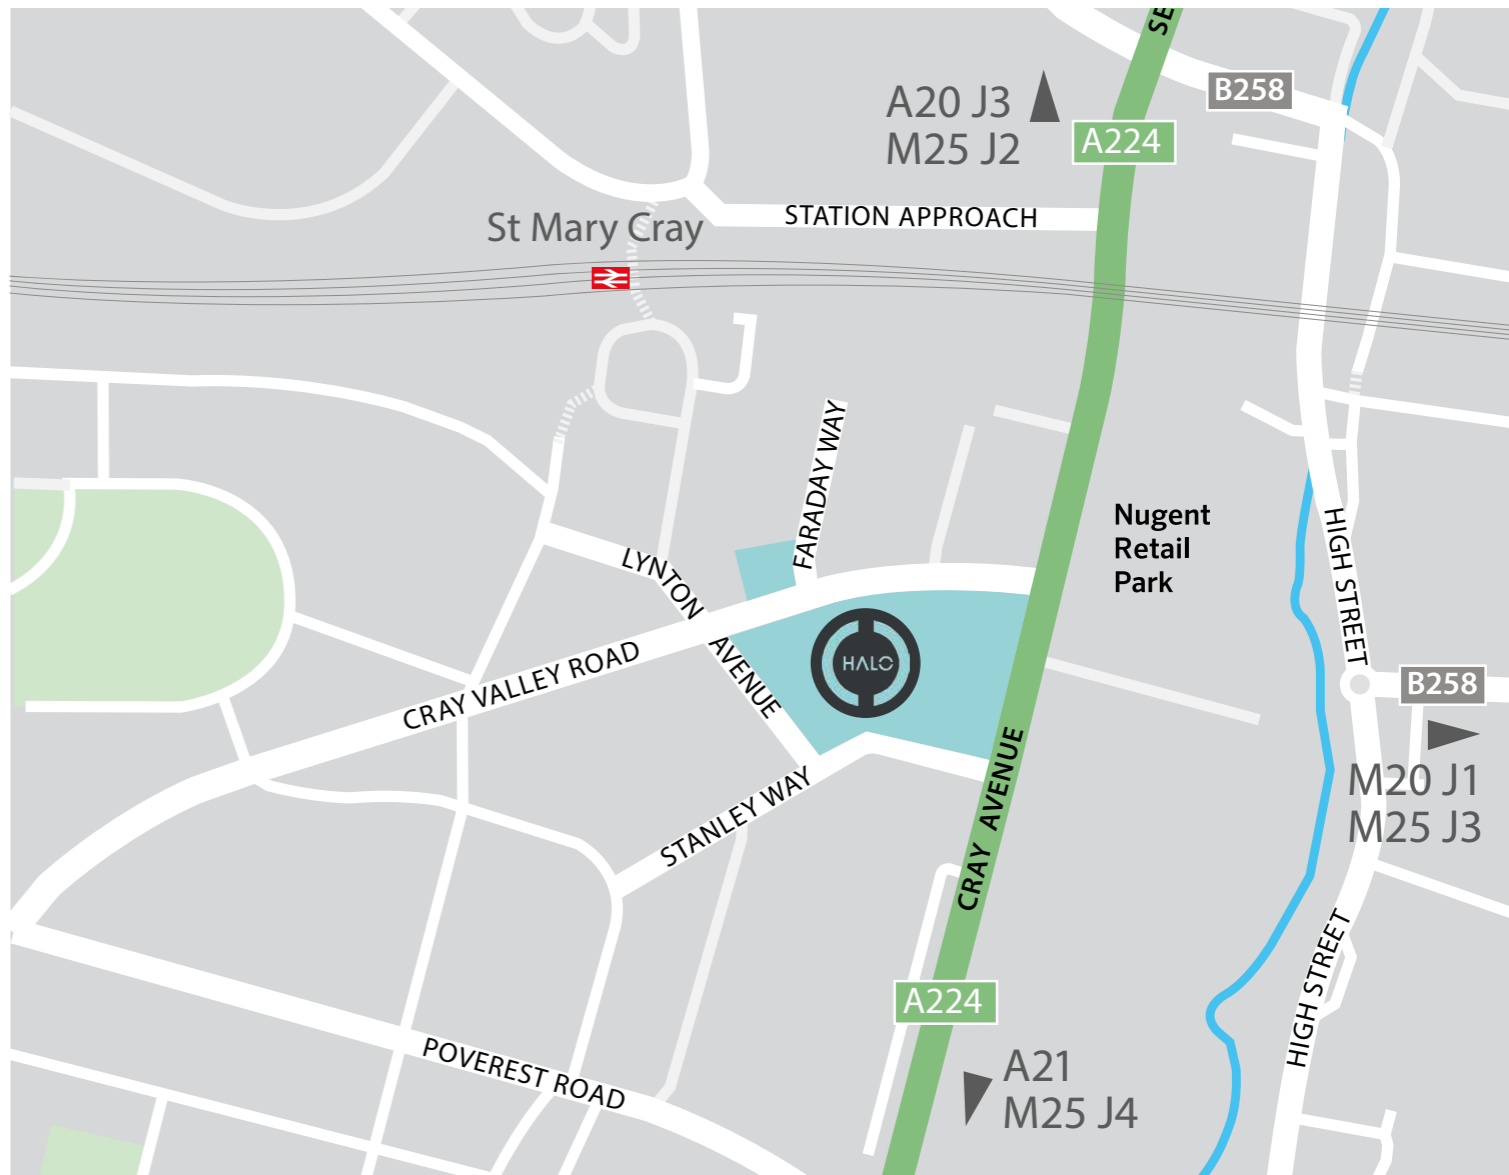 SE
B258
A20 J3
M25 J2
A224
STATION APPROACH
St Mary Cray
FARADAY WAY
Nugent
Retail
Park
HIGH STREET
LYNTON AVENUE
HALO
CRAY VALLEY ROAD
B258
M20 J1
M25 J3
STANLEY WAY
CRAY AVENUE
HIGH STREET
A224
POVEREST ROAD
A21
M25 J4